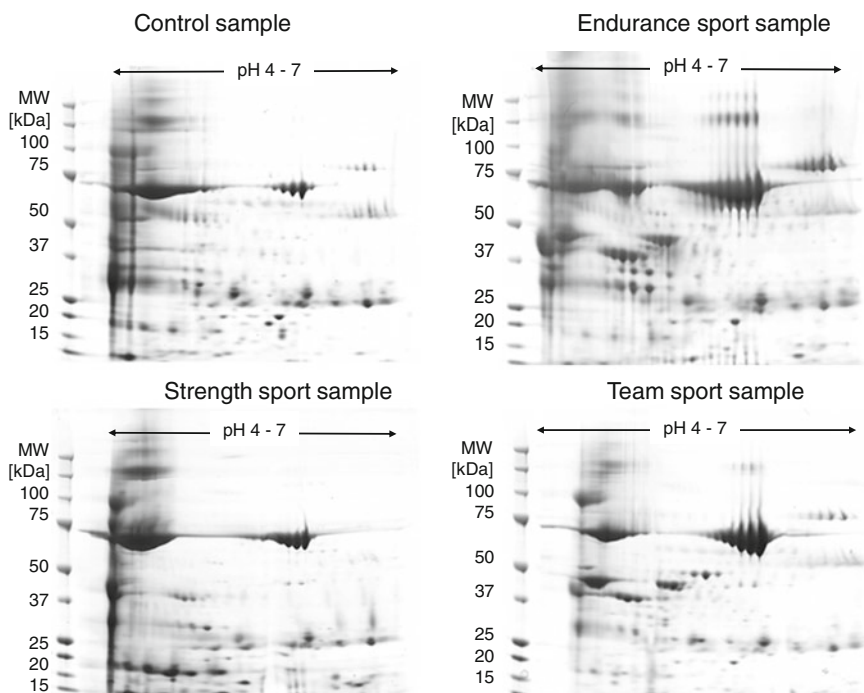 Control sample
pH 4 - 7
MW
[kDa]
100
75
50
37
25
20
15
Endurance sport sample
pH 4 - 7
MW
[kDa]
100
75
50
37
25
20
15
Strength sport sample
pH 4 - 7
MW
[kDa]
100
75
50
37
25
20
15
Team sport sample
pH 4 - 7
MW
[kDa]
100
75
50
37
25
20
15